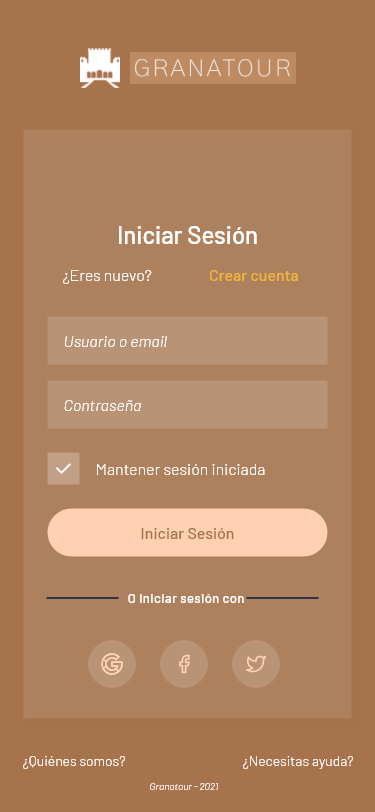 GRANATOUR
Iniciar Sesión
¿Eres nuevo? Crear cuenta
Usuario o email
Contraseña
Mantener sesión iniciada
Iniciar Sesión
O iniciar sesión con
¿Quiénes somos? ¿Necesitas ayuda?
Granatour - 2021